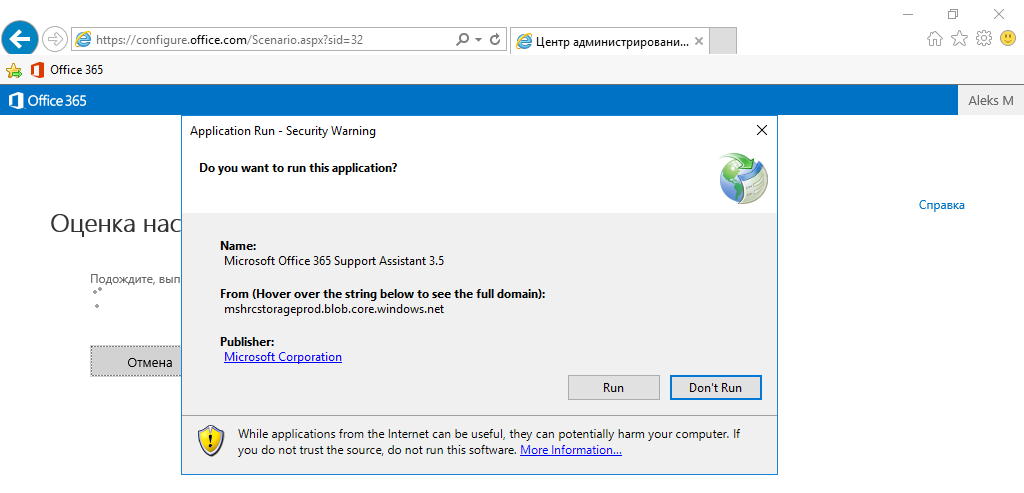 https://configure.office.com/Scenario.aspx?sid=32
Центр администрировани...
Office 365
Office 365
Aleks M
Application Run - Security Warning
Do you want to run this application?
Справка
Оценка нас
Name:
Microsoft Office 365 Support Assistant 3.5
Подождите, вып
From (Hover over the string below to see the full domain):
mshrcstorageprod.blob.core.windows.net
Publisher:
Microsoft Corporation
Отмена
Run
Don't Run
While applications from the Internet can be useful, they can potentially harm your computer. If
you do not trust the source, do not run this software. More Information...